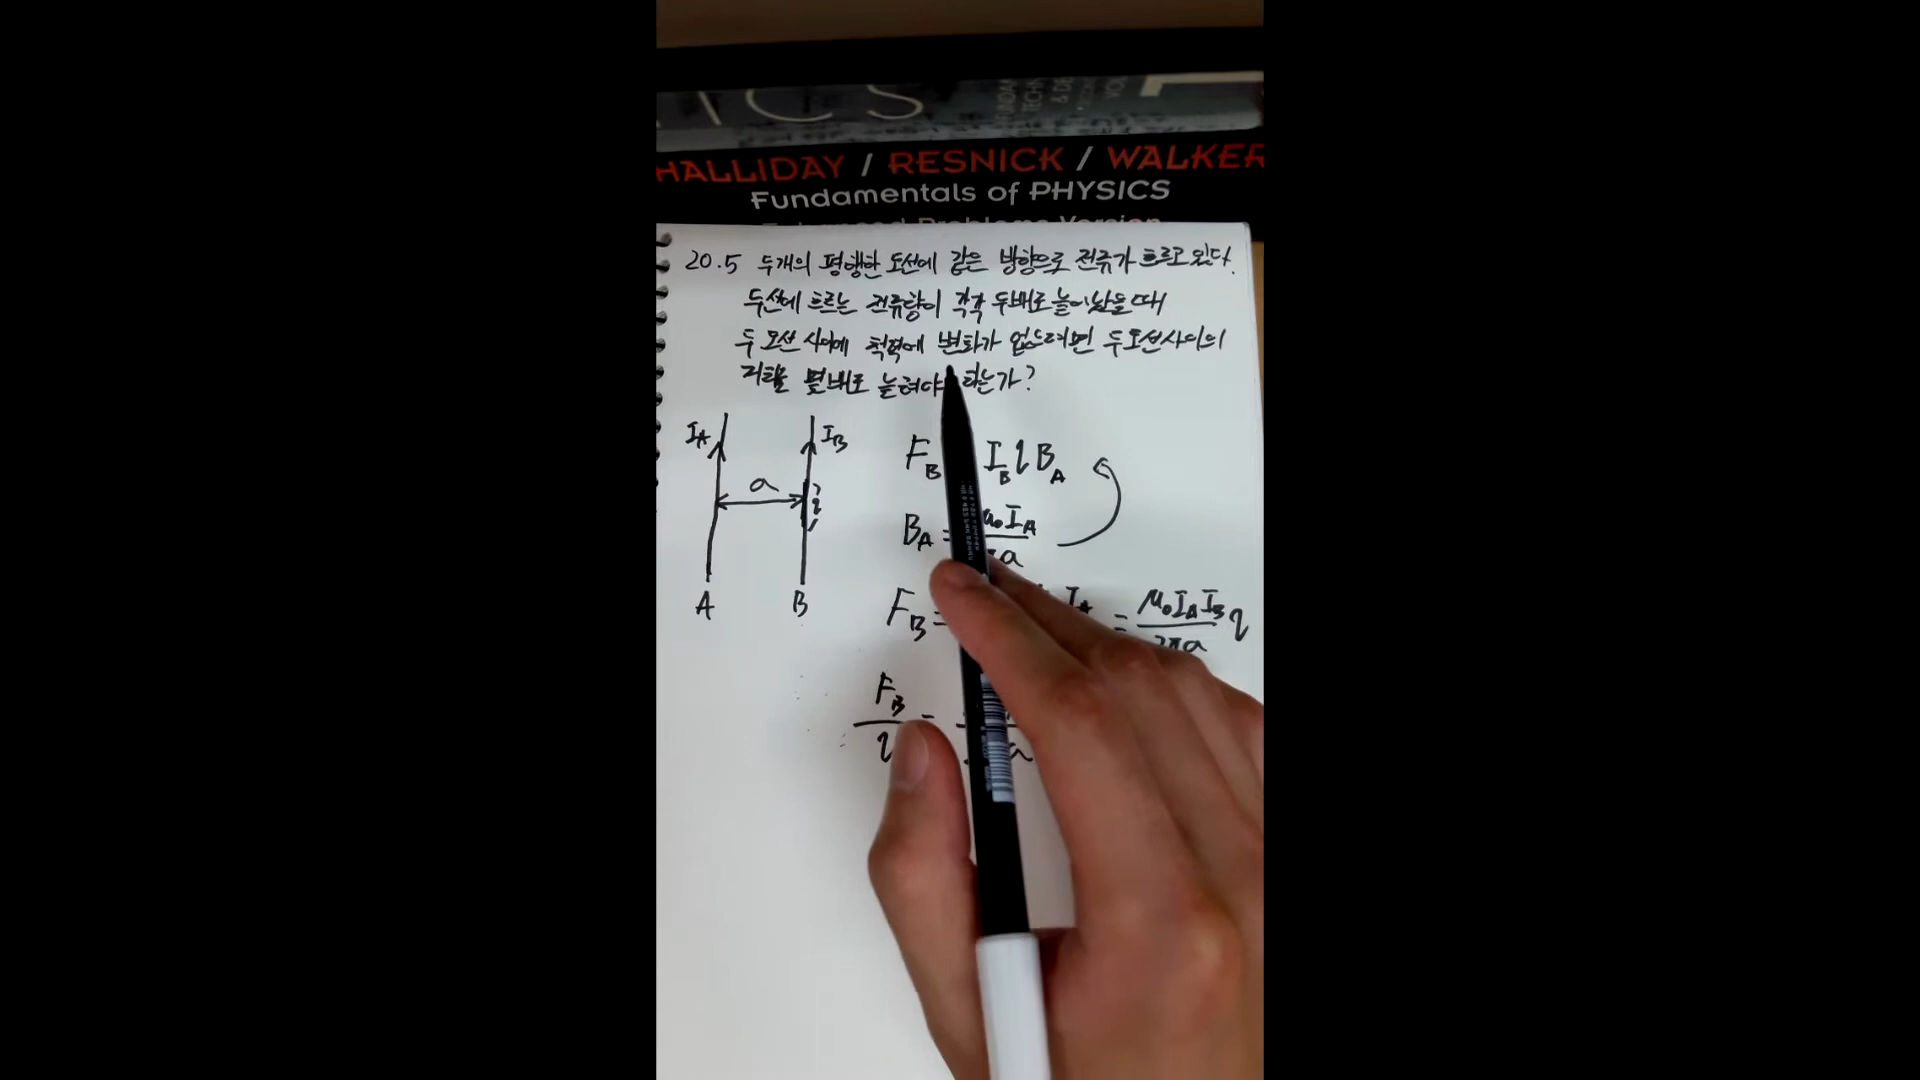 ICS
HALLIDAY / RESNICK / WALKER
Fundamentals of PHYSICS
20.5 두개의 평행한 도선에 같은 방향으로 전류가 흐르고 있다.
두선에 흐르는 전류량이 각각 두배로 늘어났을때
두 도선 사이에 척력에 변화가 없으려면 두도선사이의
거리를 몇배로 늘려야 되는가?
I_A I_B
a l
A B
F_B I_B l B_A
B_A = μ₀I_A
a
F_B = I_A = μ₀I_AI_B l
2πa
F_B =
l a